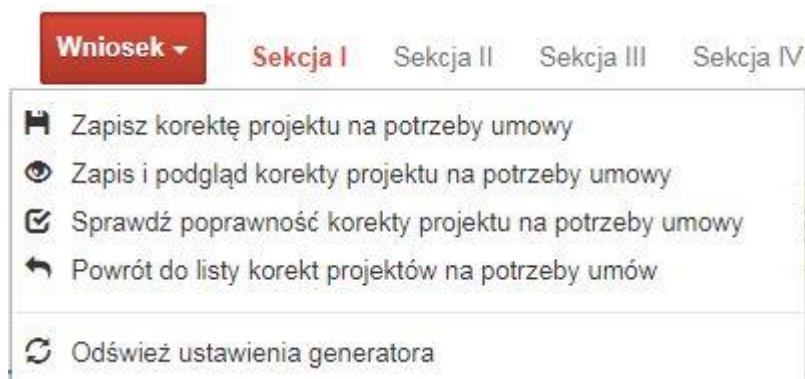 Wniosek Sekcja I Sekcja II Sekcja III Sekcja IV
Zapisz korektę projektu na potrzeby umowy
Zapis i podgląd korekty projektu na potrzeby umowy
Sprawdź poprawność korekty projektu na potrzeby umowy
Powrót do listy korekt projektów na potrzeby umów
Odśwież ustawienia generatora